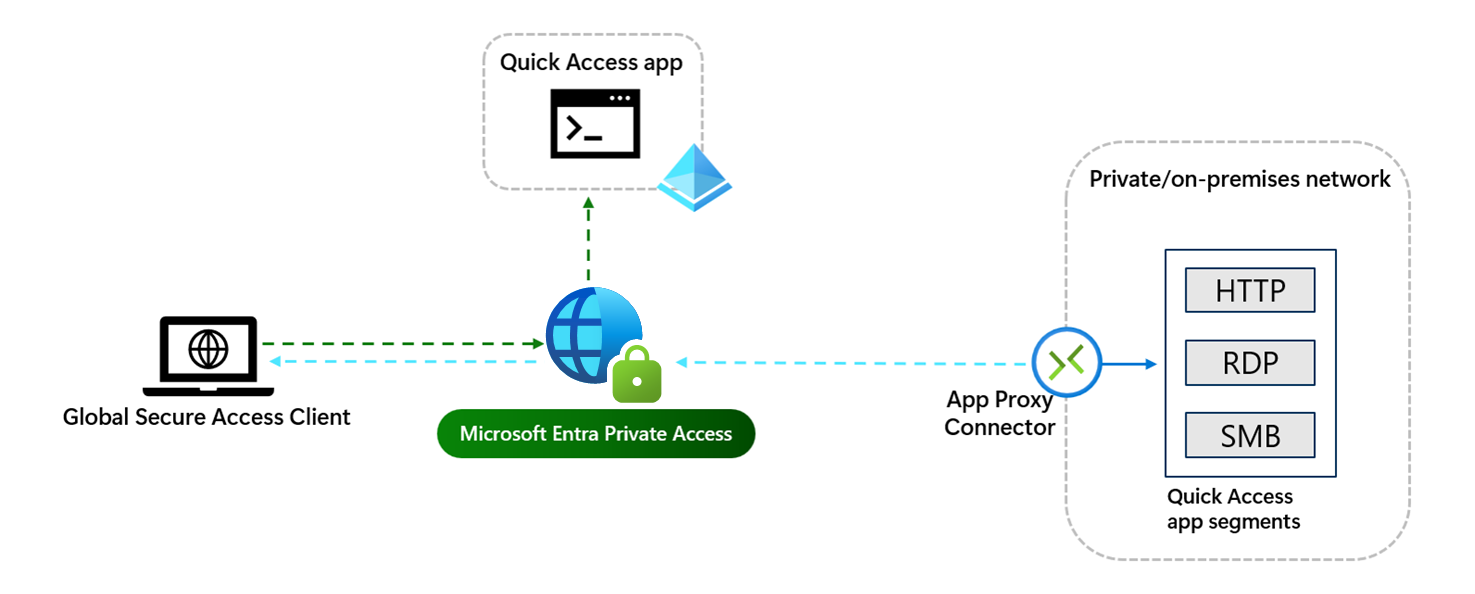 Quick Access app
Private/on-premises network
HTTP
RDP
SMB
Global Secure Access Client
Microsoft Entra Private Access
App Proxy
Connector
Quick Access
app segments